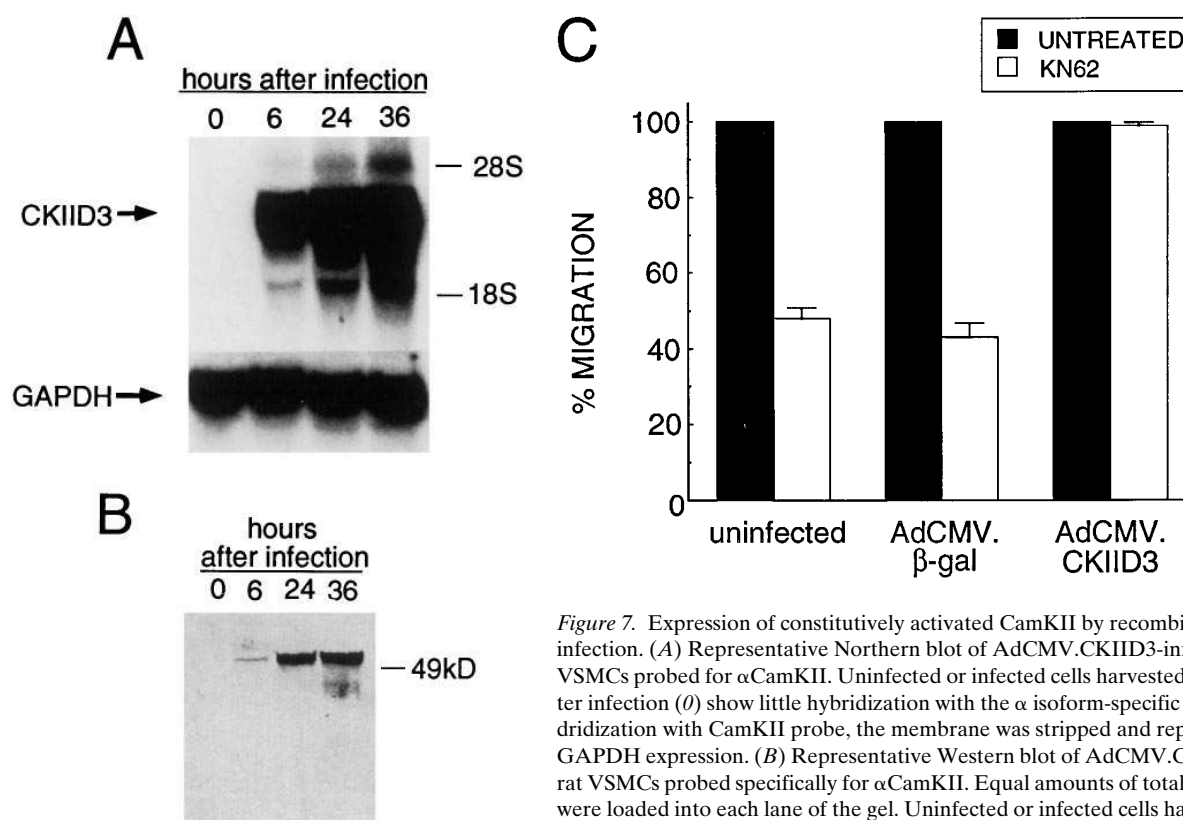 A
hours after infection
0 6 24 36
28S
CKIID3
18S
GAPDH
B
hours
after infection
0 6 24 36
49kD
C
UNTREATED
KN62
% MIGRATION
100
80
60
40
20
0
uninfected
AdCMV.
β-gal
AdCMV.
CKIID3
Figure 7. Expression of constitutively activated CamKII by recombi
infection. (A) Representative Northern blot of AdCMV.CKIID3-inf
VSMCs probed for αCamKII. Uninfected or infected cells harvested
ter infection (0) show little hybridization with the α isoform-specific
dridization with CamKII probe, the membrane was stripped and rep
GAPDH expression. (B) Representative Western blot of AdCMV.C
rat VSMCs probed specifically for αCamKII. Equal amounts of total
were loaded into each lane of the gel. Uninfected or infected cells ha